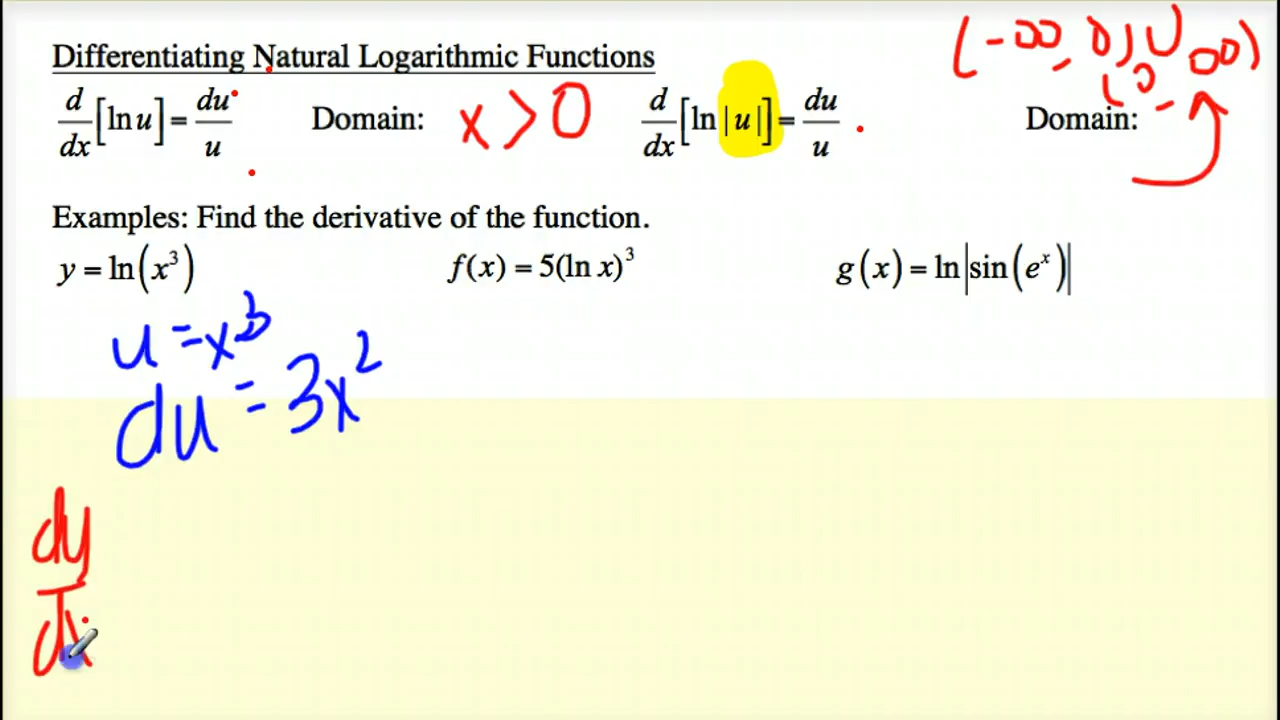 Differentiating Natural Logarithmic Functions
d/dx [ln u] = du/u Domain: x > 0 d/dx [ln |u|] = du/u Domain: (-∞, 0) ∪ (0, ∞)
Examples: Find the derivative of the function.
y = ln(x³) f(x) = 5(ln x)³ g(x) = ln|sin(eˣ)|
u = x³
du = 3x²
dy
dx